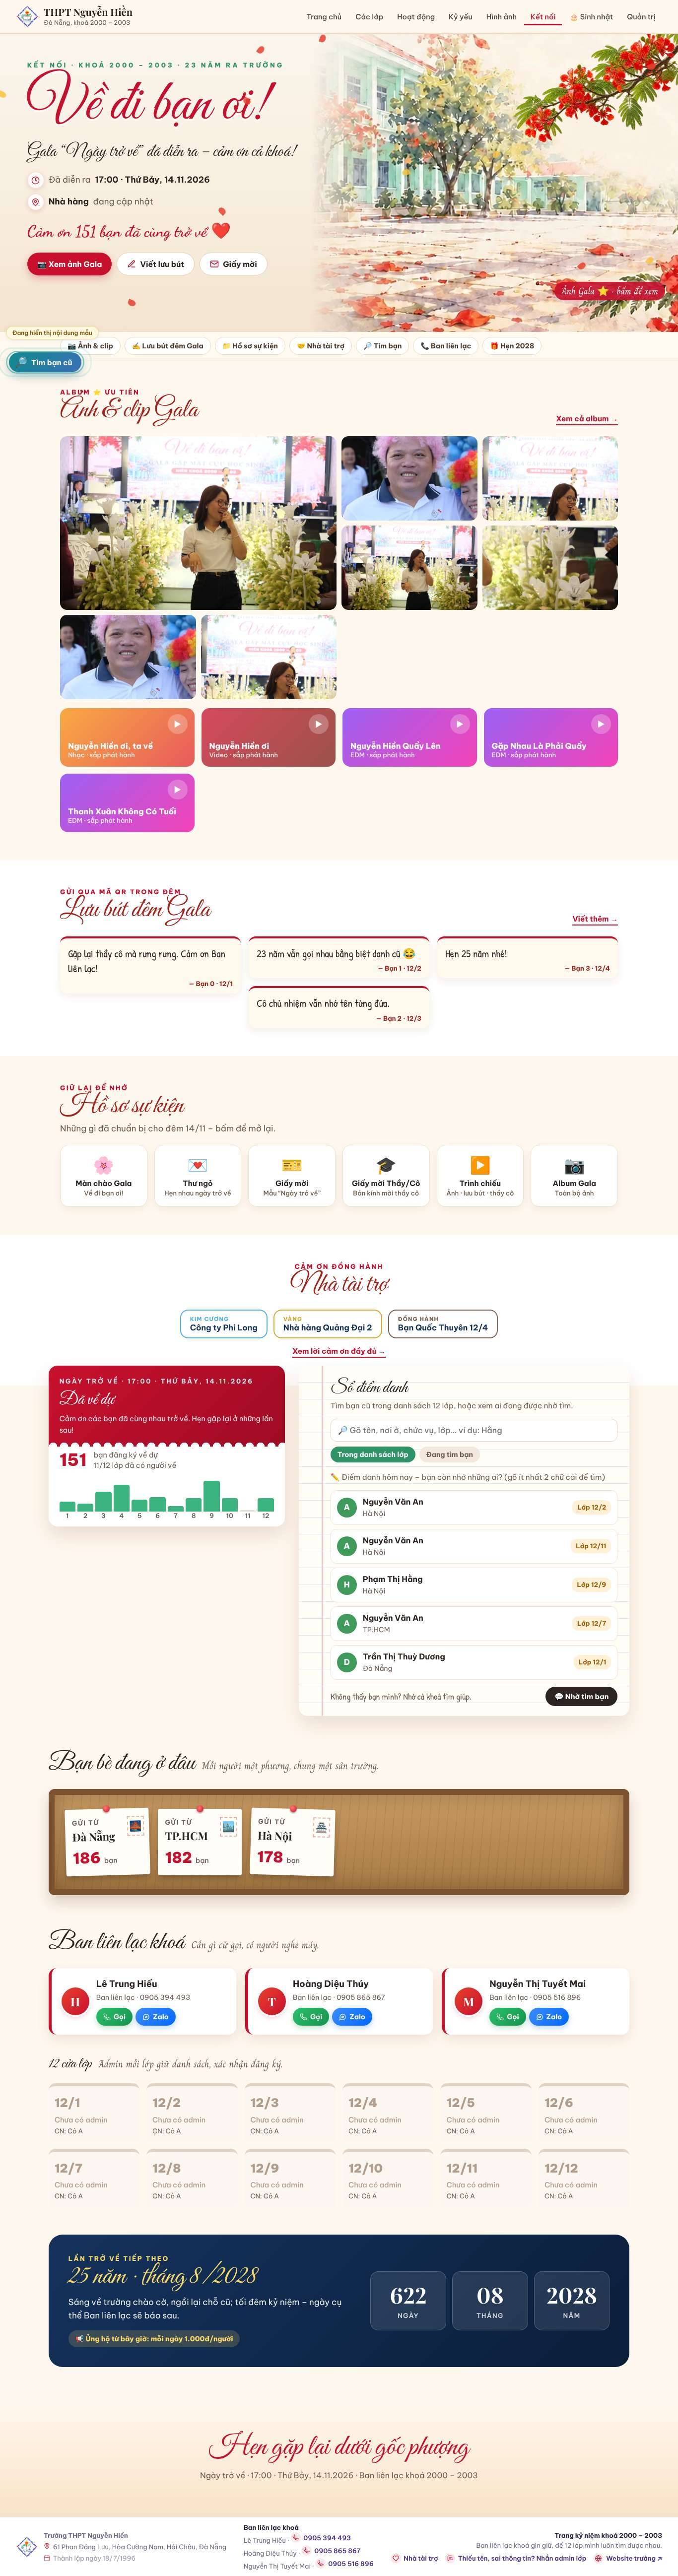 THPT Nguyễn Hiền
Đà Nẵng, khoá 2000 – 2003
Trang chủ
Các lớp
Hoạt động
Kỷ yếu
Hình ảnh
Kết nối
🎂 Sinh nhật
Quản trị
KẾT NỐI · KHOÁ 2000 – 2003 · 23 NĂM RA TRƯỜNG
Về đi bạn ơi!
Gala “Ngày trở về” đã diễn ra – cảm ơn cả khoá!
Đã diễn ra 17:00 · Thứ Bảy, 14.11.2026
Nhà hàng đang cập nhật
Cảm ơn 151 bạn đã cùng trở về ❤️
📷 Xem ảnh Gala
Viết lưu bút
Giấy mời
Ảnh Gala ⭐ · bấm để xem
Đang hiển thị nội dung mẫu
🔎 Tìm bạn cũ
📷 Ảnh & clip
✍️ Lưu bút đêm Gala
📁 Hồ sơ sự kiện
🤝 Nhà tài trợ
🔎 Tìm bạn
📞 Ban liên lạc
🎁 Hẹn 2028
ALBUM ⭐ ƯU TIÊN
Ảnh & clip Gala
Xem cả album →
Nguyễn Hiền ơi, ta về
Nhạc · sắp phát hành
Nguyễn Hiền ơi
Video · sắp phát hành
Nguyễn Hiền Quẩy Lên
EDM · sắp phát hành
Gặp Nhau Là Phải Quẩy
EDM · sắp phát hành
Thanh Xuân Không Có Tuổi
EDM · sắp phát hành
GỬI QUA MÃ QR TRONG ĐÊM
Lưu bút đêm Gala
Viết thêm →
Gặp lại thầy cô mà rưng rưng. Cảm ơn Ban
liên lạc!
— Bạn 0 · 12/1
23 năm vẫn gọi nhau bằng biệt danh cũ 😂
— Bạn 1 · 12/2
Hẹn 25 năm nhé!
— Bạn 3 · 12/4
Cô chủ nhiệm vẫn nhớ tên từng đứa.
— Bạn 2 · 12/3
GIỮ LẠI ĐỂ NHỚ
Hồ sơ sự kiện
Những gì đã chuẩn bị cho đêm 14/11 – bấm để mở lại.
Màn chào Gala
Về đi bạn ơi!
Thư ngỏ
Hẹn nhau ngày trở về
Giấy mời
Mẫu “Ngày trở về”
Giấy mời Thầy/Cô
Bản kính mời thầy cô
Trình chiếu
Ảnh · lưu bút · thầy cô
Album Gala
Toàn bộ ảnh
CẢM ƠN ĐỒNG HÀNH
Nhà tài trợ
KIM CƯƠNG
Công ty Phi Long
VÀNG
Nhà hàng Quảng Đại 2
ĐỒNG HÀNH
Bạn Quốc Thuyên 12/4
Xem lời cảm ơn đầy đủ →
NGÀY TRỞ VỀ · 17:00 · THỨ BẢY, 14.11.2026
Đã về dự
Cảm ơn các bạn đã cùng nhau trở về. Hẹn gặp lại ở những lần
sau!
151 bạn đăng ký về dự
11/12 lớp đã có người về
1 2 3 4 5 6 7 8 9 10 11 12
Sổ điểm danh
Tìm bạn cũ trong danh sách 12 lớp, hoặc xem ai đang được nhờ tìm.
🔎 Gõ tên, nơi ở, chức vụ, lớp... ví dụ: Hằng
Trong danh sách lớp
Đang tìm bạn
✏️ Điểm danh hôm nay – bạn còn nhớ những ai? (gõ ít nhất 2 chữ cái để tìm)
A
Nguyễn Văn An
Hà Nội
Lớp 12/2
A
Nguyễn Văn An
Hà Nội
Lớp 12/11
H
Phạm Thị Hằng
Hà Nội
Lớp 12/9
A
Nguyễn Văn An
TP.HCM
Lớp 12/7
D
Trần Thị Thuỳ Dương
Đà Nẵng
Lớp 12/1
Không thấy bạn mình? Nhờ cả khoá tìm giúp.
💬 Nhờ tìm bạn
Bạn bè đang ở đâu Mỗi người một phương, chung một sân trường.
GỬI TỪ
Đà Nẵng
186 bạn
GỬI TỪ
TP.HCM
182 bạn
GỬI TỪ
Hà Nội
178 bạn
Ban liên lạc khoá Cần gì cứ gọi, có người nghe máy.
H
Lê Trung Hiếu
Ban liên lạc · 0905 394 493
Gọi
Zalo
T
Hoàng Diệu Thúy
Ban liên lạc · 0905 865 867
Gọi
Zalo
M
Nguyễn Thị Tuyết Mai
Ban liên lạc · 0905 516 896
Gọi
Zalo
12 cửa lớp Admin mỗi lớp giữ danh sách, xác nhận đăng ký.
12/1
Chưa có admin
CN: Cô A
12/2
Chưa có admin
CN: Cô A
12/3
Chưa có admin
CN: Cô A
12/4
Chưa có admin
CN: Cô A
12/5
Chưa có admin
CN: Cô A
12/6
Chưa có admin
CN: Cô A
12/7
Chưa có admin
CN: Cô A
12/8
Chưa có admin
CN: Cô A
12/9
Chưa có admin
CN: Cô A
12/10
Chưa có admin
CN: Cô A
12/11
Chưa có admin
CN: Cô A
12/12
Chưa có admin
CN: Cô A
LẦN TRỞ VỀ TIẾP THEO
25 năm · tháng 8/2028
Sáng về trường chào cờ, ngồi lại chỗ cũ; tối đêm kỷ niệm – ngày cụ
thể Ban liên lạc sẽ báo sau.
📢 Ủng hộ từ bây giờ: mỗi ngày 1.000đ/người
622
NGÀY
08
THÁNG
2028
NĂM
Hẹn gặp lại dưới gốc phượng
Ngày trở về · 17:00 · Thứ Bảy, 14.11.2026 · Ban liên lạc khoá 2000 – 2003
Trường THPT Nguyễn Hiền
61 Phan Đăng Lưu, Hòa Cường Nam, Hải Châu, Đà Nẵng
Thành lập ngày 18/7/1996
Ban liên lạc khoá
Lê Trung Hiếu · 0905 394 493
Hoàng Diệu Thúy · 0905 865 867
Nguyễn Thị Tuyết Mai · 0905 516 896
Trang kỷ niệm khoá 2000 – 2003
Ban liên lạc khoá gìn giữ, để 12 lớp mình luôn tìm được nhau.
Nhà tài trợ
Thiếu tên, sai thông tin? Nhắn admin lớp
Website trường ↗